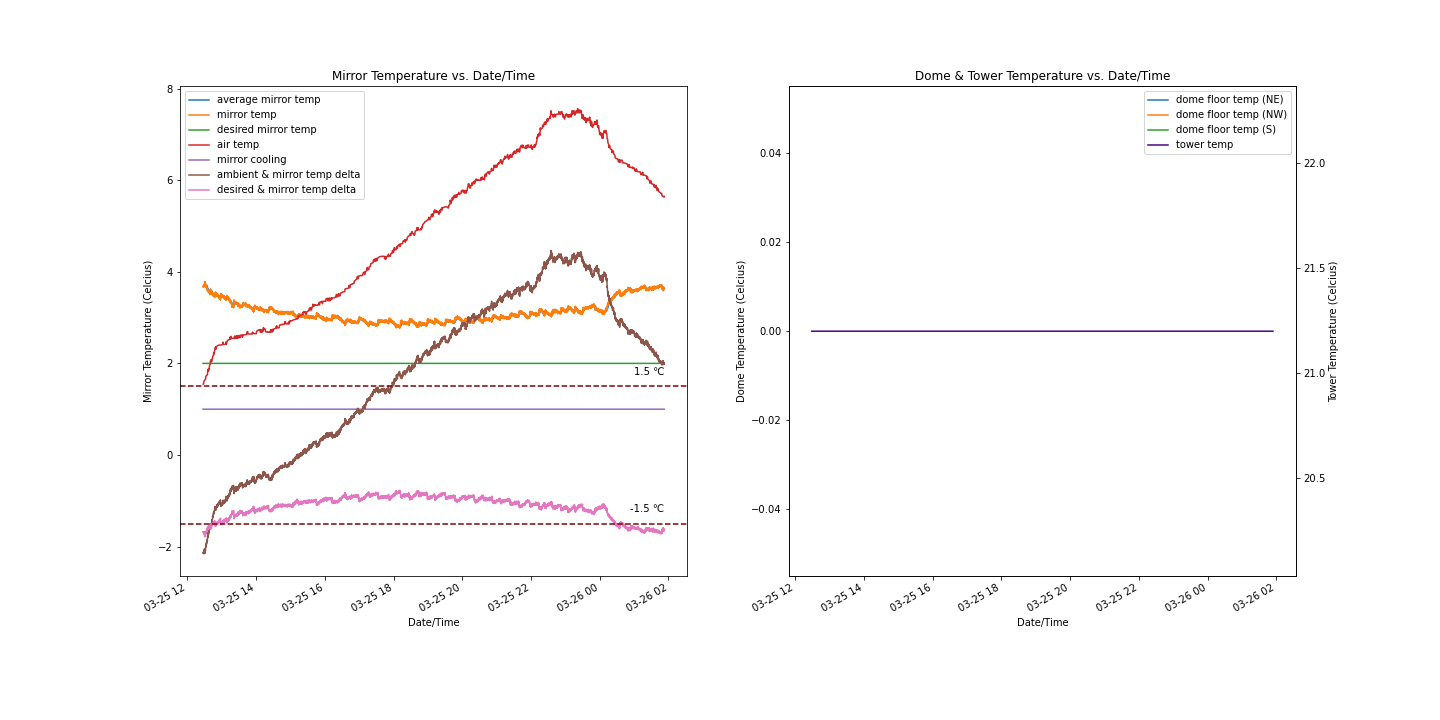 Mirror Temperature vs. Date/Time
8
6
4
2
0
−2
Mirror Temperature (Celcius)
average mirror temp
mirror temp
desired mirror temp
air temp
mirror cooling
ambient & mirror temp delta
desired & mirror temp delta
1.5 °C
-1.5 °C
03-25 12
03-25 14
03-25 16
03-25 18
03-25 20
03-25 22
03-26 00
03-26 02
Date/Time
Dome & Tower Temperature vs. Date/Time
0.04
0.02
0.00
−0.02
−0.04
Dome Temperature (Celcius)
dome floor temp (NE)
dome floor temp (NW)
dome floor temp (S)
tower temp
22.0
21.5
21.0
20.5
Tower Temperature (Celcius)
03-25 12
03-25 14
03-25 16
03-25 18
03-25 20
03-25 22
03-26 00
03-26 02
Date/Time